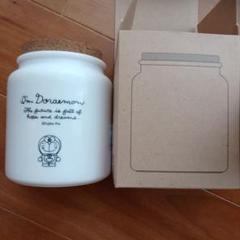 I'm Doraemon
The future is full of
hope and dreams.